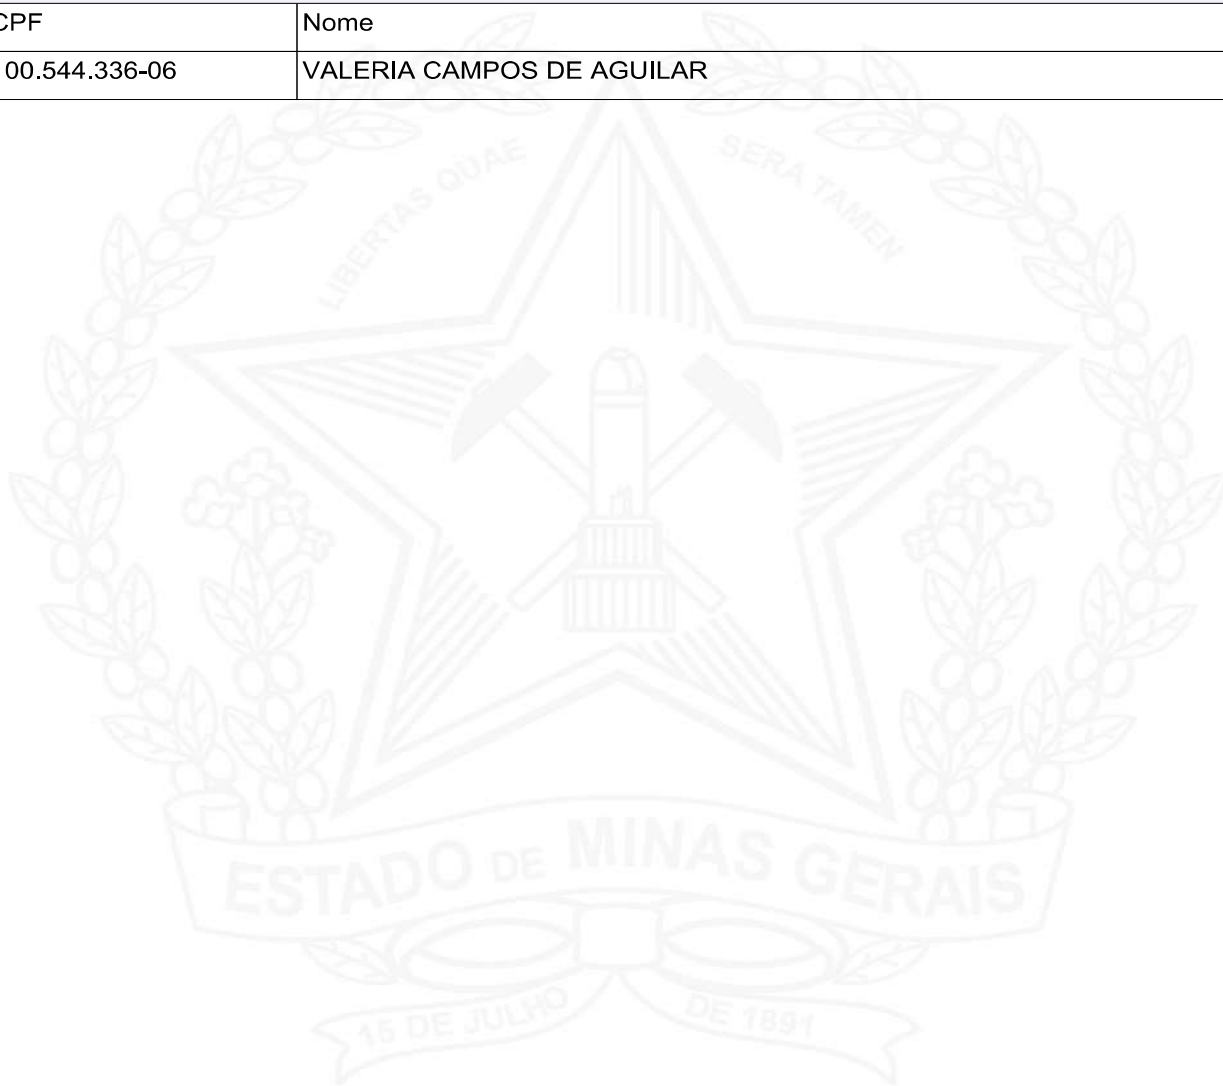 CPF Nome
00.544.336-06 VALERIA CAMPOS DE AGUILAR
LIBERTAS QUAE SERA TAMEN
ESTADO DE MINAS GERAIS
15 DE JULHO DE 1891